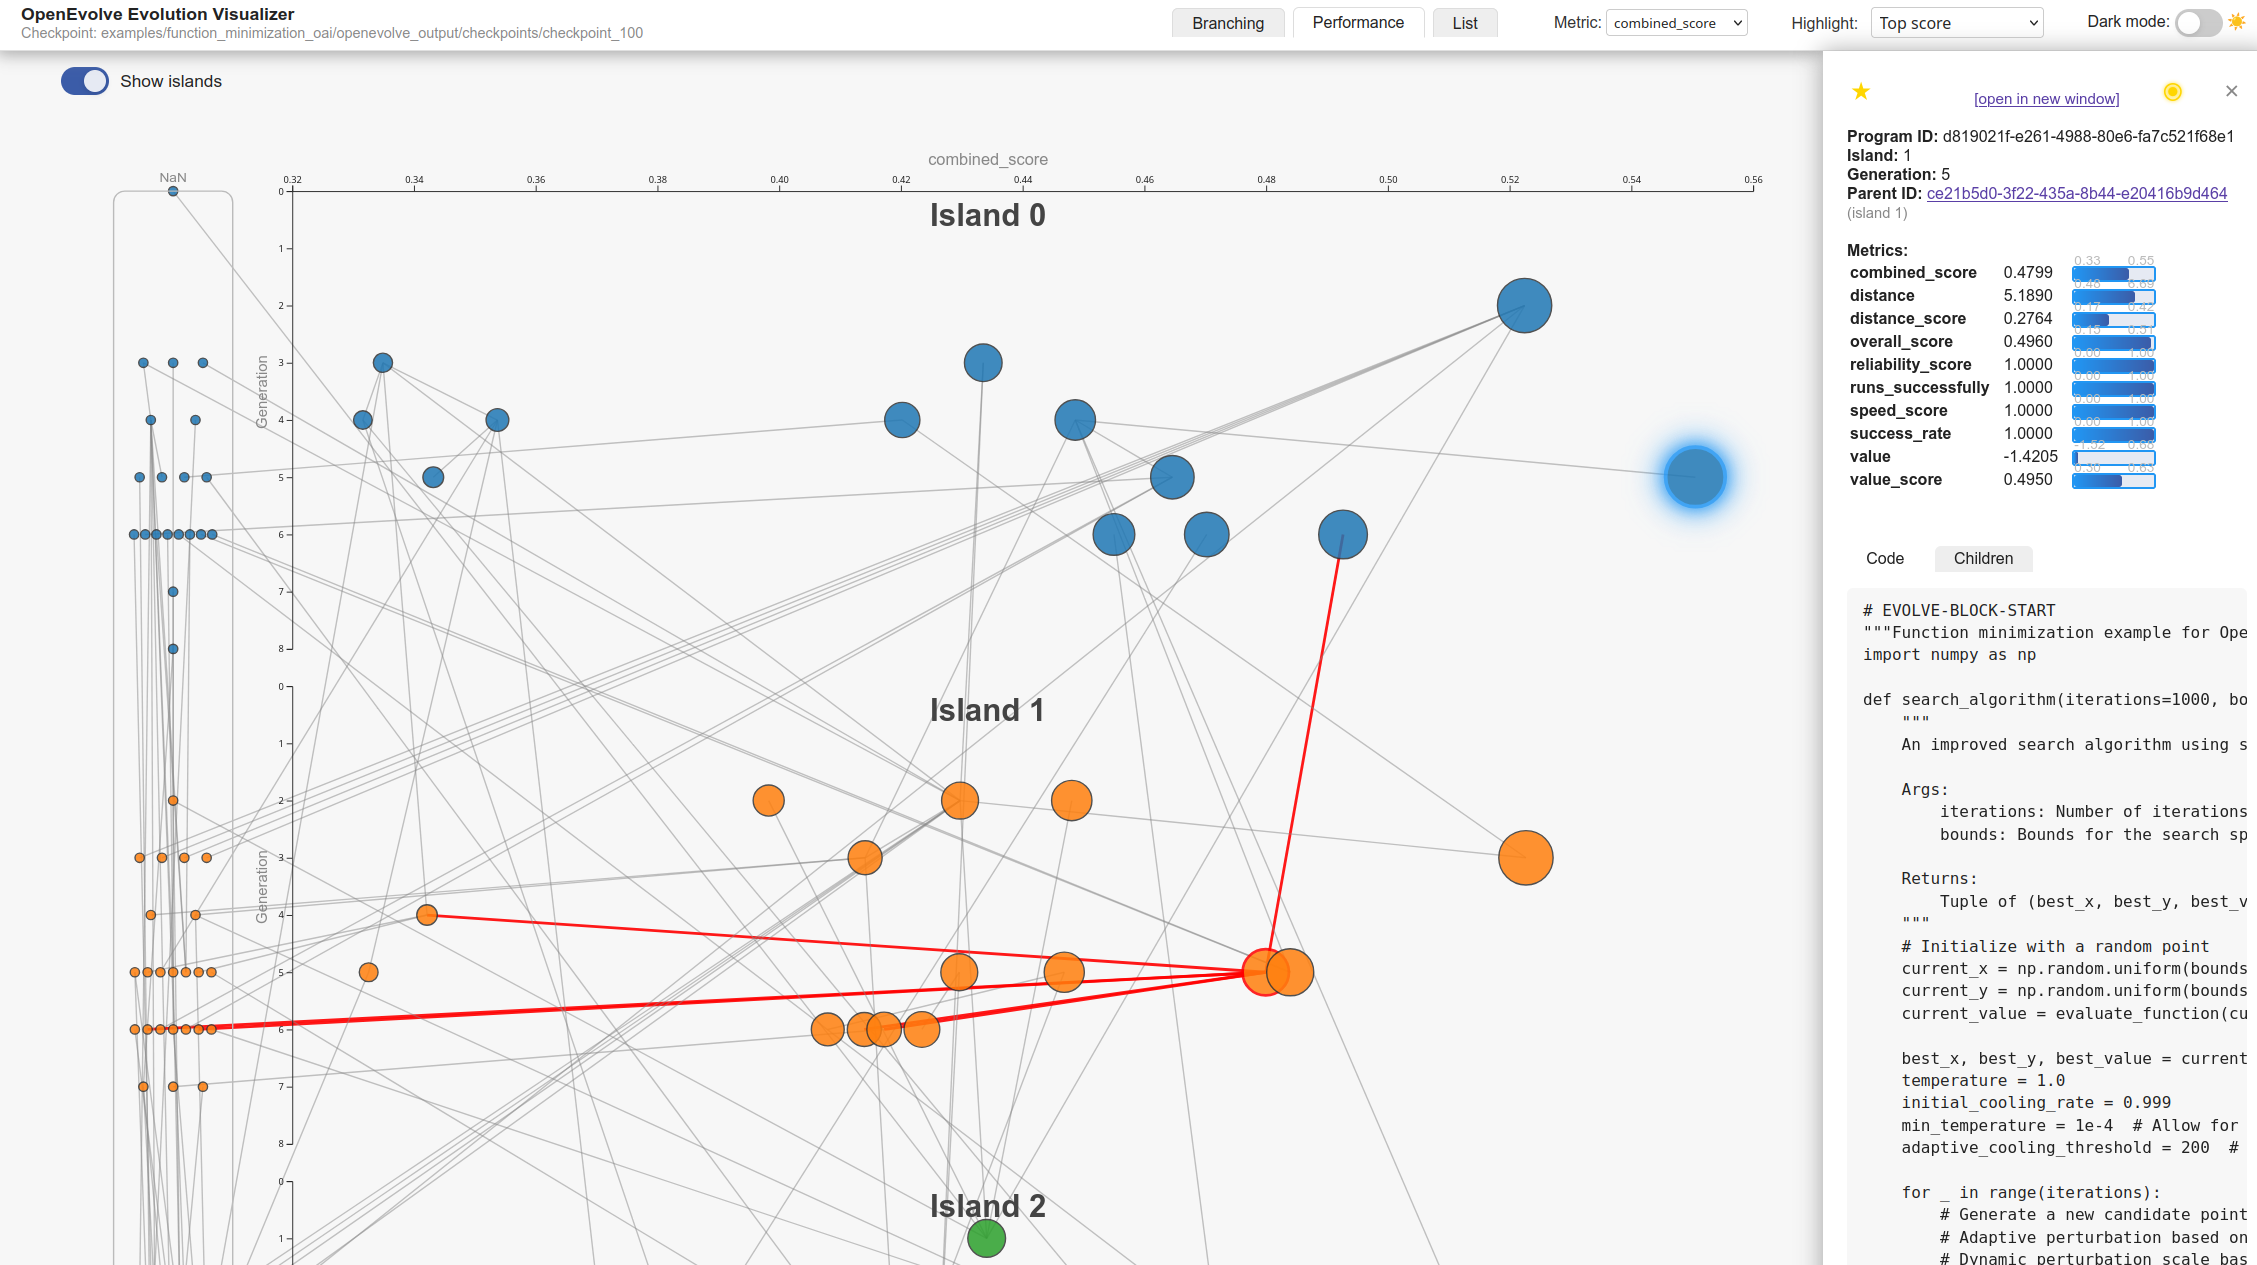 OpenEvolve Evolution Visualizer
Checkpoint: examples/function_minimization_oai/openevolve_output/checkpoints/checkpoint_100
Branching Performance List Metric: combined_score Highlight: Top score Dark mode:
Show islands
combined_score
NaN
0.32 0.34 0.36 0.38 0.40 0.42 0.44 0.46 0.48 0.50 0.52 0.54 0.56
Island 0
0
1
2
3
4
5
6
7
8
Generation
Island 1
0
1
2
3
4
5
6
7
8
Generation
Island 2
0
1
[open in new window] ✕
Program ID: d819021f-e261-4988-80e6-fa7c521f68e1
Island: 1
Generation: 5
Parent ID: ce21b5d0-3f22-435a-8b44-e20416b9d464
(island 1)
Metrics:
0.33 0.55
combined_score 0.4799
0.48 6.69
distance 5.1890
0.17 0.42
distance_score 0.2764
0.15 0.51
overall_score 0.4960
0.00 1.00
reliability_score 1.0000
0.00 1.00
runs_successfully 1.0000
0.00 1.00
speed_score 1.0000
0.00 1.00
success_rate 1.0000
-1.52 0.68
value -1.4205
0.30 0.63
value_score 0.4950
Code Children
# EVOLVE-BLOCK-START
"""Function minimization example for Ope
import numpy as np
def search_algorithm(iterations=1000, bo
"""
An improved search algorithm using s
Args:
iterations: Number of iterations
bounds: Bounds for the search sp
Returns:
Tuple of (best_x, best_y, best_v
"""
# Initialize with a random point
current_x = np.random.uniform(bounds
current_y = np.random.uniform(bounds
current_value = evaluate_function(cu
best_x, best_y, best_value = current
temperature = 1.0
initial_cooling_rate = 0.999
min_temperature = 1e-4  # Allow for
adaptive_cooling_threshold = 200  #
for _ in range(iterations):
# Generate a new candidate point
# Adaptive perturbation based on
# Dynamic perturbation scale bas